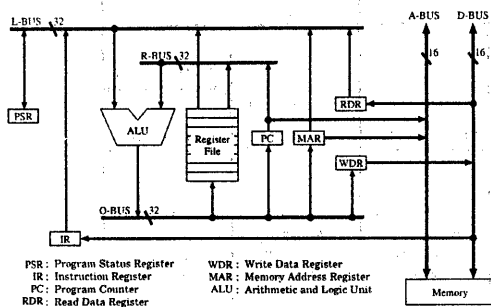 A-BUS D-BUS
L-BUS 32
R-BUS 32
16 16
PSR
ALU
Register
File
RDR
PC
MAR
WDR
O-BUS 32
IR
PSR: Program Status Register
IR: Instruction Register
PC: Program Counter
RDR: Read Data Register
WDR: Write Data Register
MAR: Memory Address Register
ALU: Arithmetic and Logic Unit
Memory